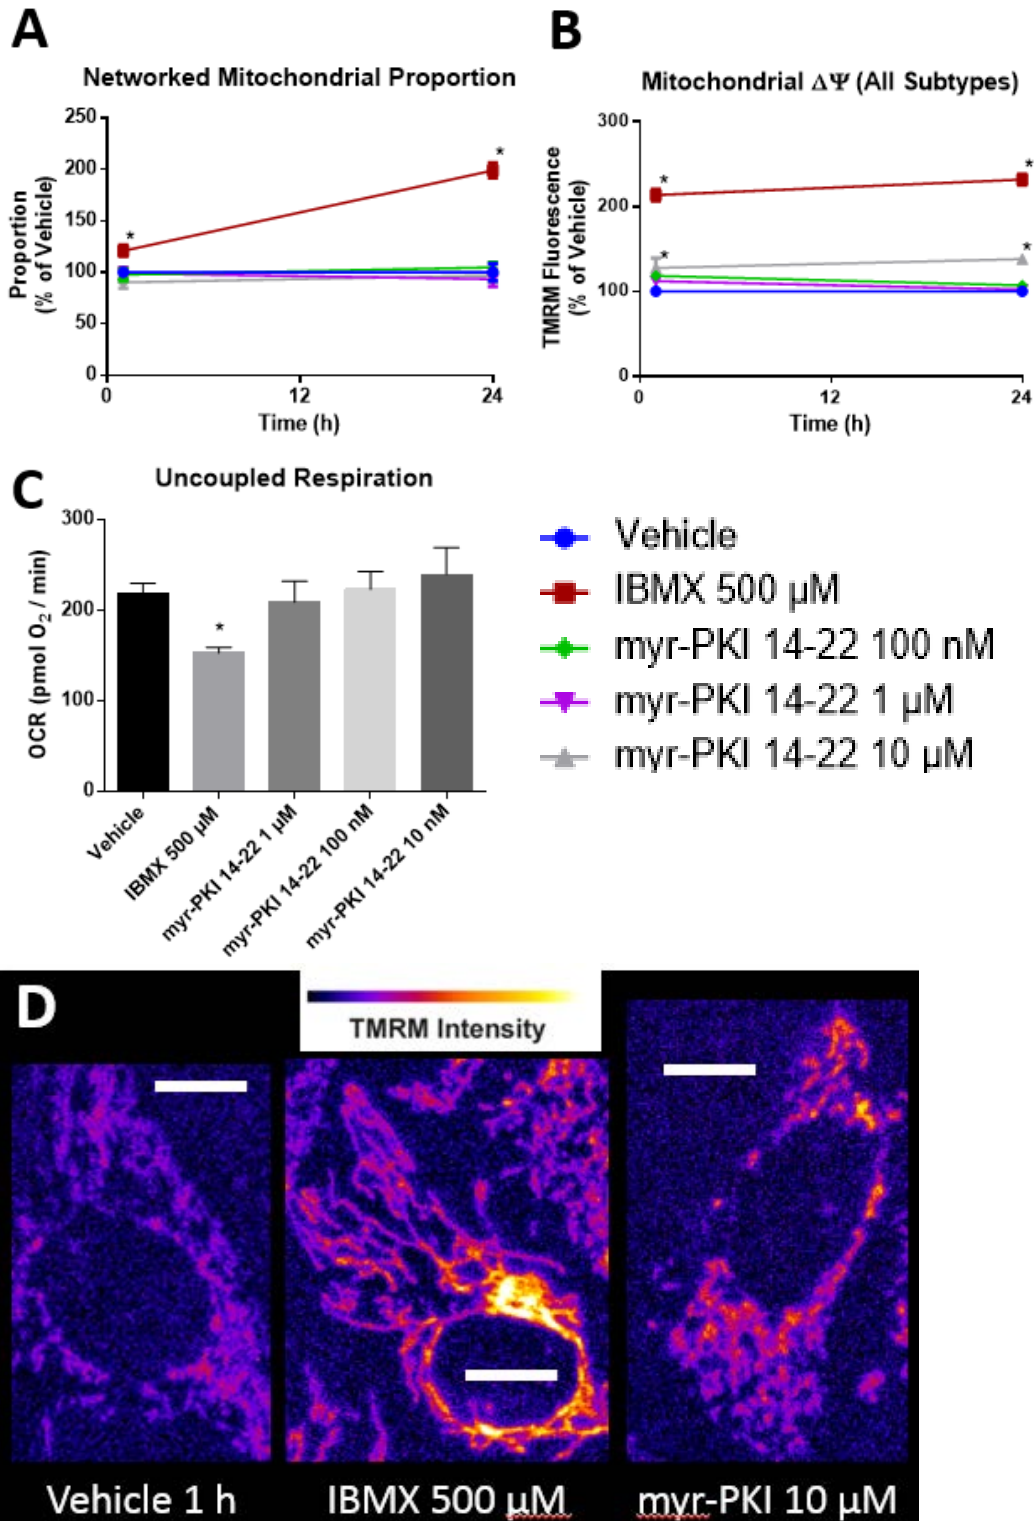 A
Networked Mitochondrial Proportion
Proportion
(% of Vehicle)
250
200
150
100
50
0
*
*
0
12
24
Time (h)
B
Mitochondrial ΔΨ (All Subtypes)
TMRM Fluorescence
(% of Vehicle)
300
200
100
0
*
*
*
*
0
12
24
Time (h)
C
Uncoupled Respiration
OCR (pmol O₂ / min)
300
200
100
0
*
Vehicle
IBMX 500 µM
myr-PKI 14-22 1 µM
myr-PKI 14-22 100 nM
myr-PKI 14-22 10 nM
Vehicle
IBMX 500 µM
myr-PKI 14-22 100 nM
myr-PKI 14-22 1 µM
myr-PKI 14-22 10 µM
D
TMRM Intensity
Vehicle 1 h
IBMX 500 µM
myr-PKI 10 µM